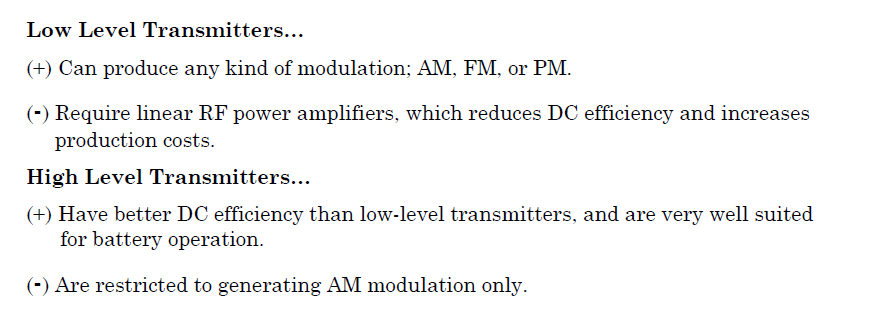 Low Level Transmitters...
(+) Can produce any kind of modulation; AM, FM, or PM.
(-) Require linear RF power amplifiers, which reduces DC efficiency and increases
production costs.
High Level Transmitters...
(+) Have better DC efficiency than low-level transmitters, and are very well suited
for battery operation.
(-) Are restricted to generating AM modulation only.